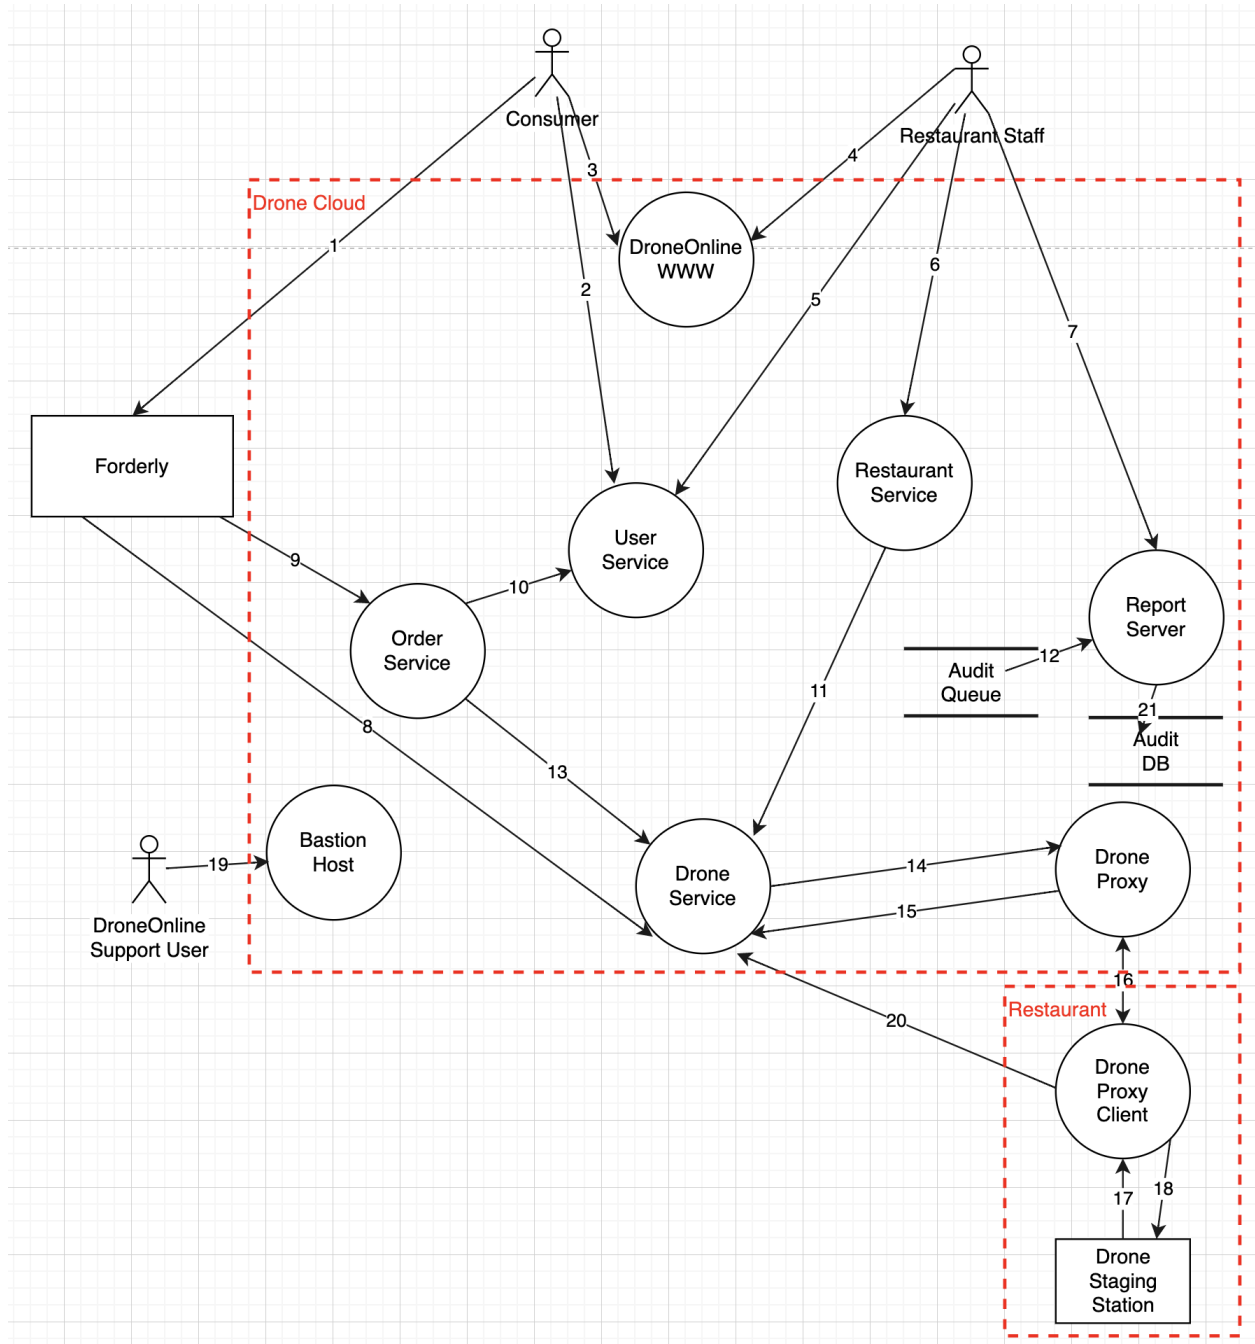 Consumer
Restaurant Staff
4
3
Drone Cloud
1
DroneOnline
WWW
6
2
5
7
Forderly
Restaurant
Service
User
Service
9
10
Report
Server
Order
Service
12
Audit
Queue
11
21
8
Audit
DB
13
Bastion
Host
19
14
Drone
Proxy
Drone
Service
15
DroneOnline
Support User
16
Restaurant
20
Drone
Proxy
Client
17
18
Drone
Staging
Station